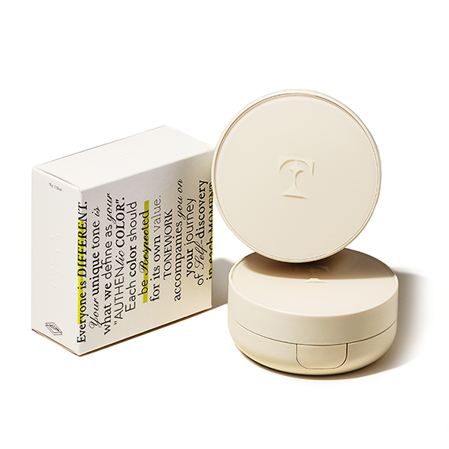 Everyone is DIFFERENT.
Your unique tone is
what we define as your
"AUTHENtic COLOR".
Each color should
be Respected
for its own value.
TONEWORK
accompanies you on
your journey
of Self-discovery
T